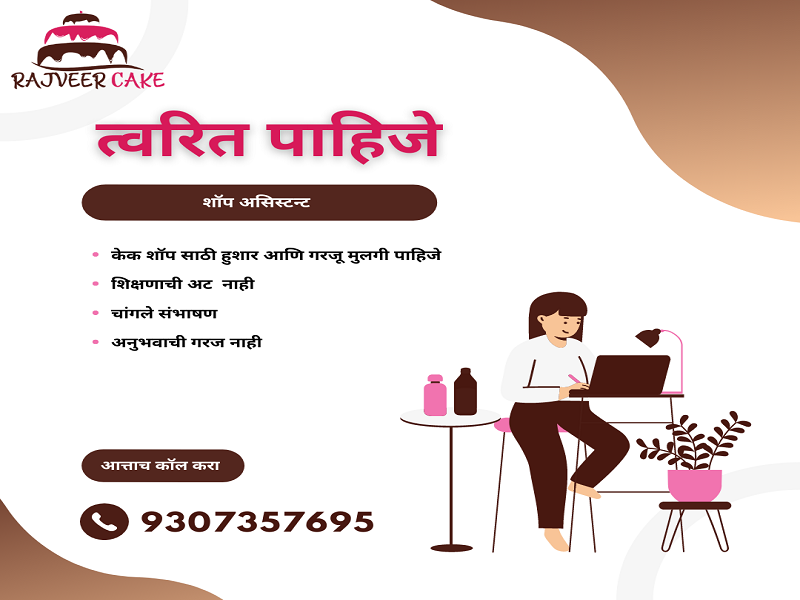 RAJVEER CAKE
त्वरित पाहिजे
शॉप असिस्टन्ट
• केक शॉप साठी हुशार आणि गरजू मुलगी पाहिजे
• शिक्षणाची अट नाही
• चांगले संभाषण
• अनुभवाची गरज नाही
आत्ताच कॉल करा
9307357695